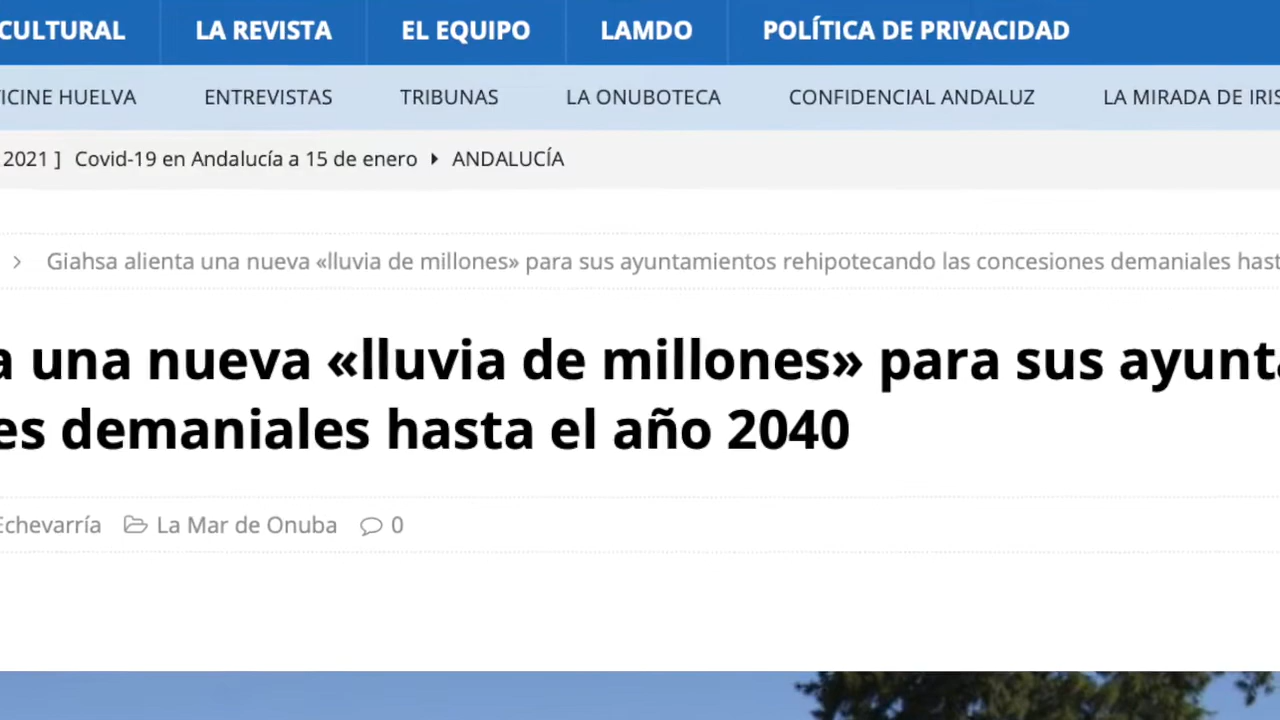 CULTURAL LA REVISTA EL EQUIPO LAMDO POLÍTICA DE PRIVACIDAD
ICINE HUELVA ENTREVISTAS TRIBUNAS LA ONUBOTECA CONFIDENCIAL ANDALUZ LA MIRADA DE IRIS
2021 ] Covid-19 en Andalucía a 15 de enero ANDALUCÍA
Giahsa alienta una nueva «lluvia de millones» para sus ayuntamientos rehipotecando las concesiones demaniales hast
a una nueva «lluvia de millones» para sus ayunta
es demaniales hasta el año 2040
Echevarría La Mar de Onuba 0